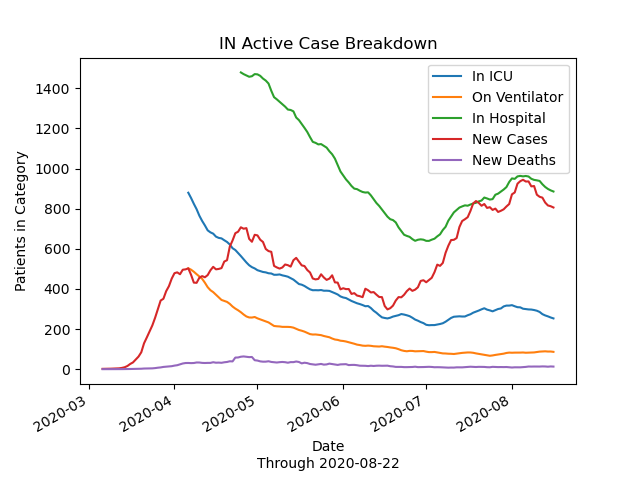 IN Active Case Breakdown
In ICU
On Ventilator
In Hospital
New Cases
New Deaths
Patients in Category
1400
1200
1000
800
600
400
200
0
2020-03
2020-04
2020-05
2020-06
2020-07
2020-08
Date
Through 2020-08-22